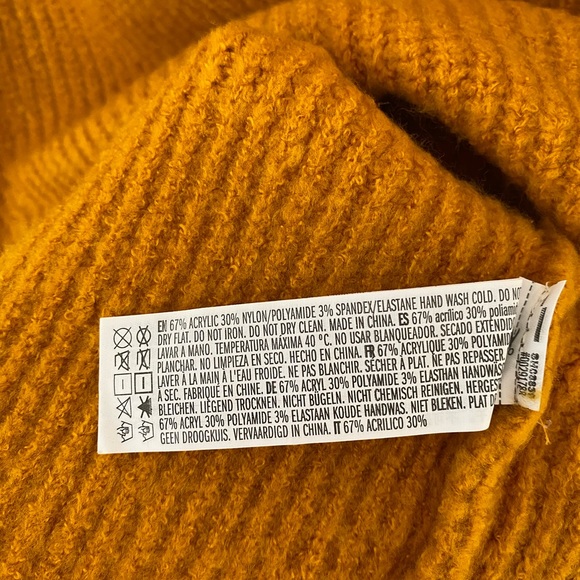 EN 67% ACRYLIC 30% NYLON/POLYAMIDE 3% SPANDEX/ELASTANE HAND WASH COLD. DO NO
DRY FLAT. DO NOT IRON. DO NOT DRY CLEAN. MADE IN CHINA. ES 67% acrílico 30% poliamid
LAVAR A MANO. TEMPERATURA MÁXIMA 40 °C. NO USAR BLANQUEADOR. SECADO EXTENDID
PLANCHAR. NO LIMPIEZA EN SECO. HECHO EN CHINA. FR 67% ACRYLIQUE 30% POLYAMID
LAVER À LA MAIN À L'EAU FROIDE. NE PAS BLANCHIR. SÉCHER À PLAT. NE PAS REPASSER.
À SEC. FABRIQUÉ EN CHINE. DE 67% ACRYL 30% POLYAMIDE 3% ELASTHAN HANDWÄS
BLEICHEN. LIEGEND TROCKNEN. NICHT BÜGELN. NICHT CHEMISCH REINIGEN. HERGES
67% ACRYL 30% POLYAMIDE 3% ELASTAAN KOUDE HANDWAS. NIET BLEKEN. PLAT D
GEEN DROOGKUIS. VERVAARDIGD IN CHINA. IT 67% ACRILICO 30%